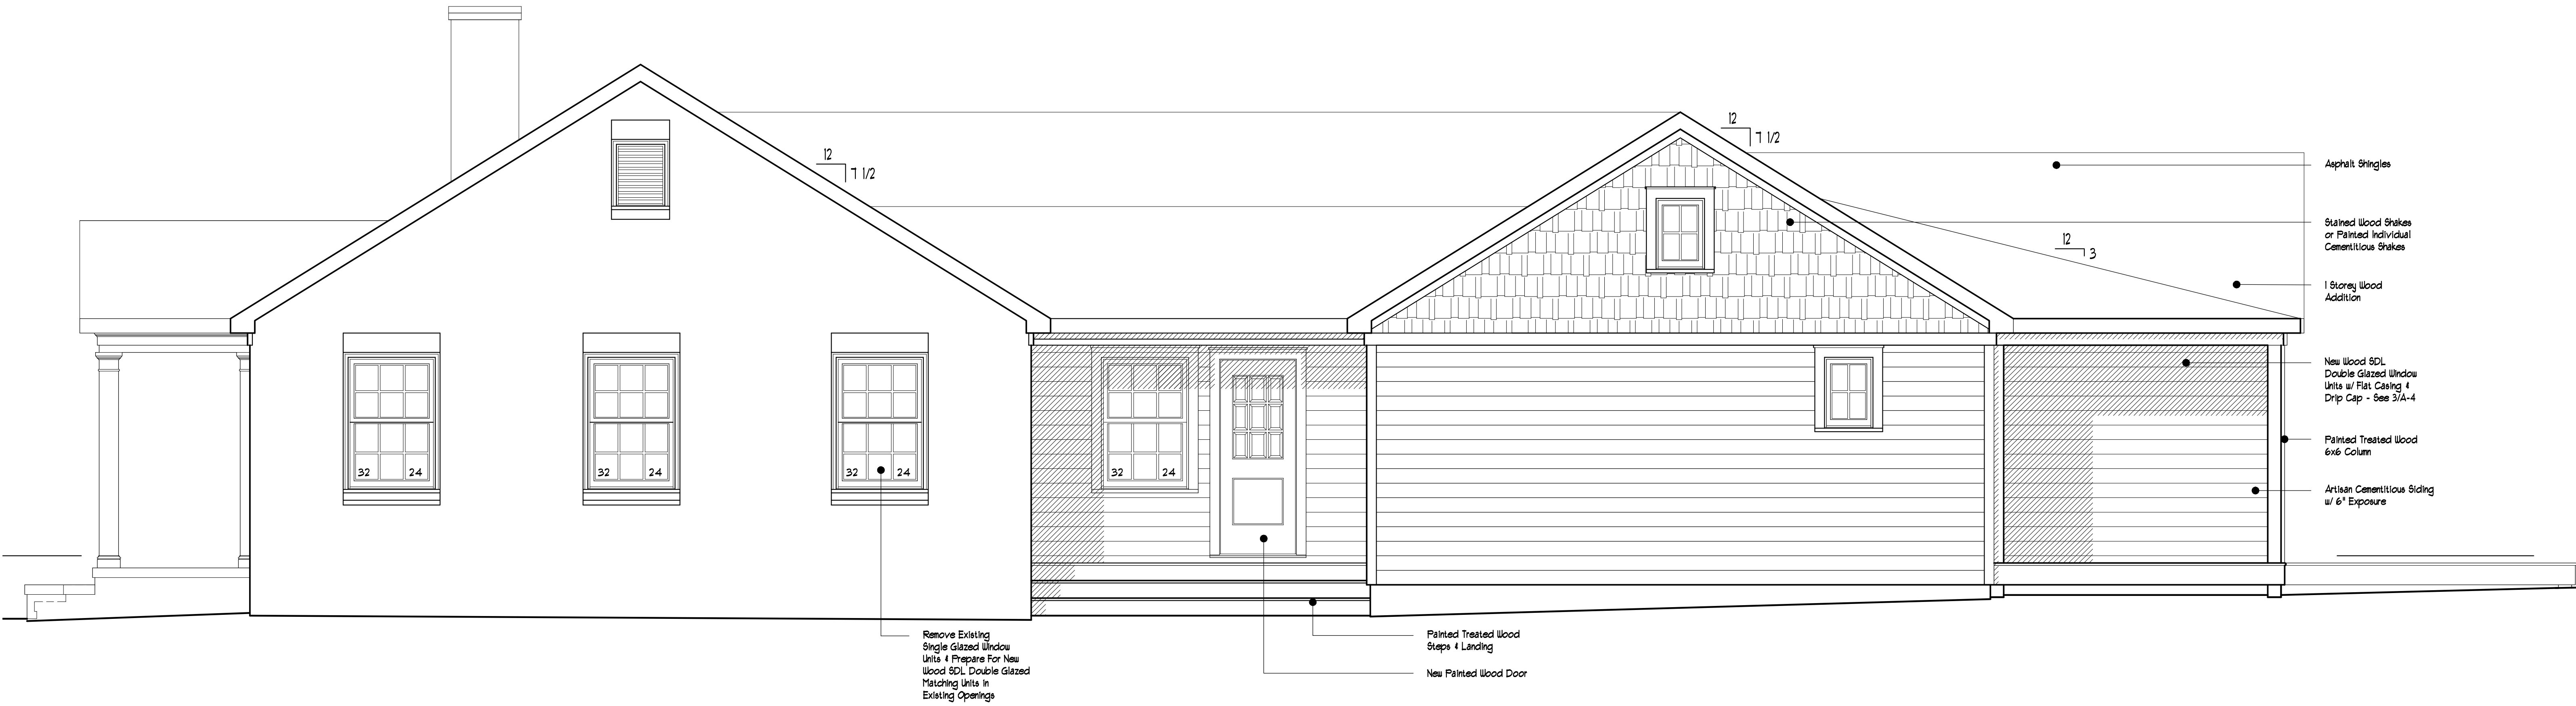 12
7 1/2
12
7 1/2
12
3
Asphalt Shingles
Stained Wood Shakes
or Painted Individual
Cementitious Shakes
1 Storey Wood
Addition
New Wood SDL
Double Glazed Window
Units w/ Flat Casing &
Drip Cap - See 3/A-4
Painted Treated Wood
6x6 Column
Artisan Cementitious Siding
w/ 6" Exposure
32 24
32 24
32 24
32 24
Remove Existing
Single Glazed Window
Units & Prepare For New
Wood SDL Double Glazed
Matching Units in
Existing Openings
Painted Treated Wood
Steps & Landing
New Painted Wood Door